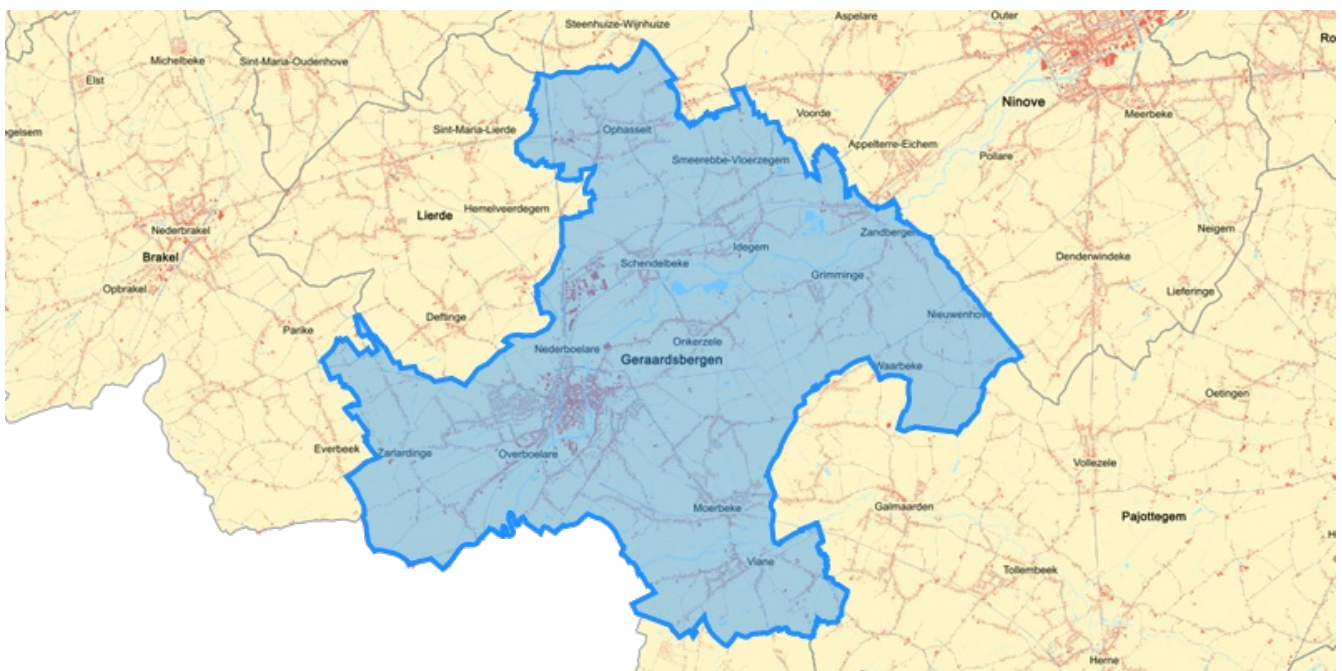 Steenhuize-Wijnhuize
Aspelare
Outer
Michelbeke
Sint-Maria-Oudenhove
Elst
Ninove
Voorde
Meerbeke
Sint-Maria-Lierde
Ophasselt
Appelterre-Eichem
Smeerebbe-Vloerzegem
Pollare
Hemelveerdegem
Lierde
Nederbrakel
Neigem
Zandbergen
Idegem
Brakel
Denderwindeke
Schendelbeke
Grimminge
Opbrakel
Lieferinge
Nieuwenhove
Deftinge
Parike
Onkerzele
Nederboelare
Geraardsbergen
Waarbeke
Oetingen
Everbeek
Zarlardinge
Overboelare
Vollezele
Moerbeke
Galmaarden
Pajottegem
Viane
Tollembeek
Herne